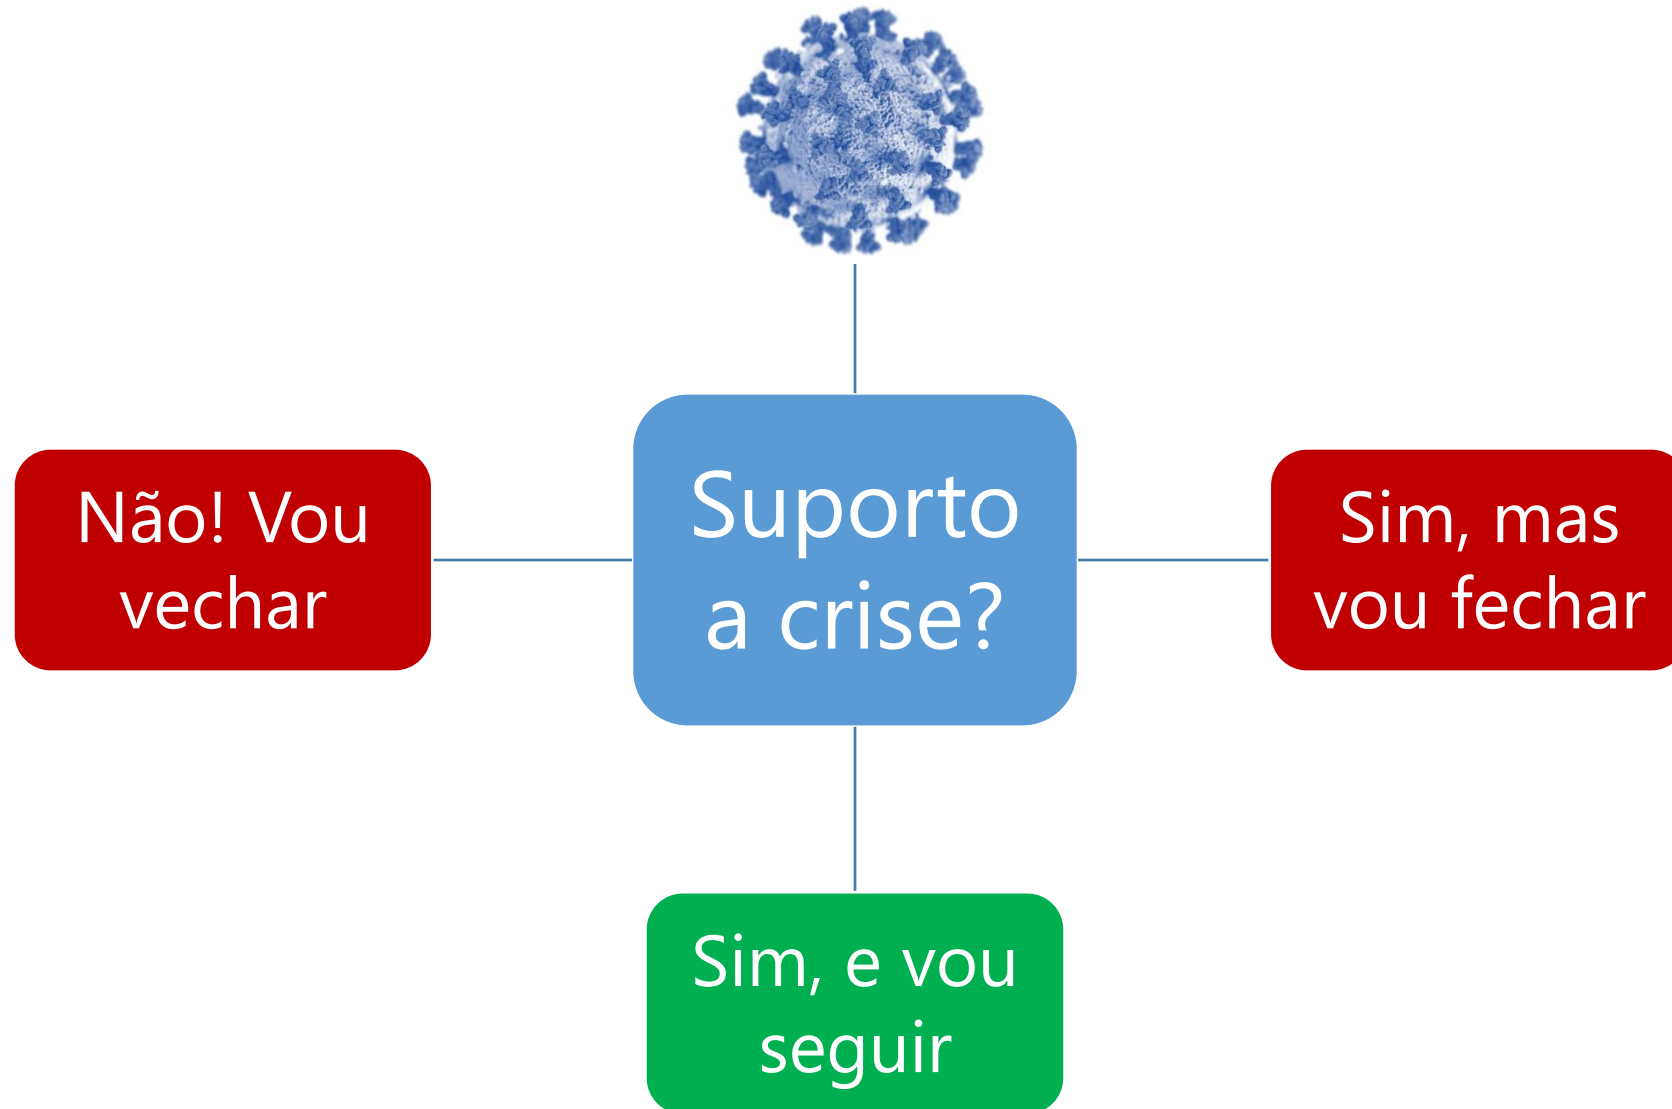 Suporto
a crise?
Não! Vou
vechar
Sim, mas
vou fechar
Sim, e vou
seguir